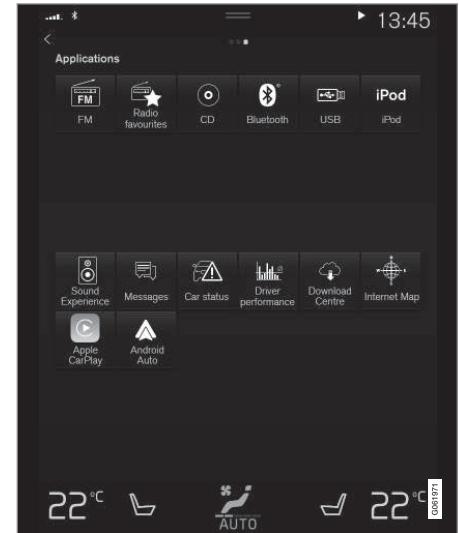 13:45
Applications
FM
iPod
FM
Radio
favourites
CD
Bluetooth
USB
iPod
Sound
Experience
Messages
Car status
Driver
performance
Download
Centre
Internet Map
Apple
CarPlay
Android
Auto
22°C
AUTO
22°C
G061971